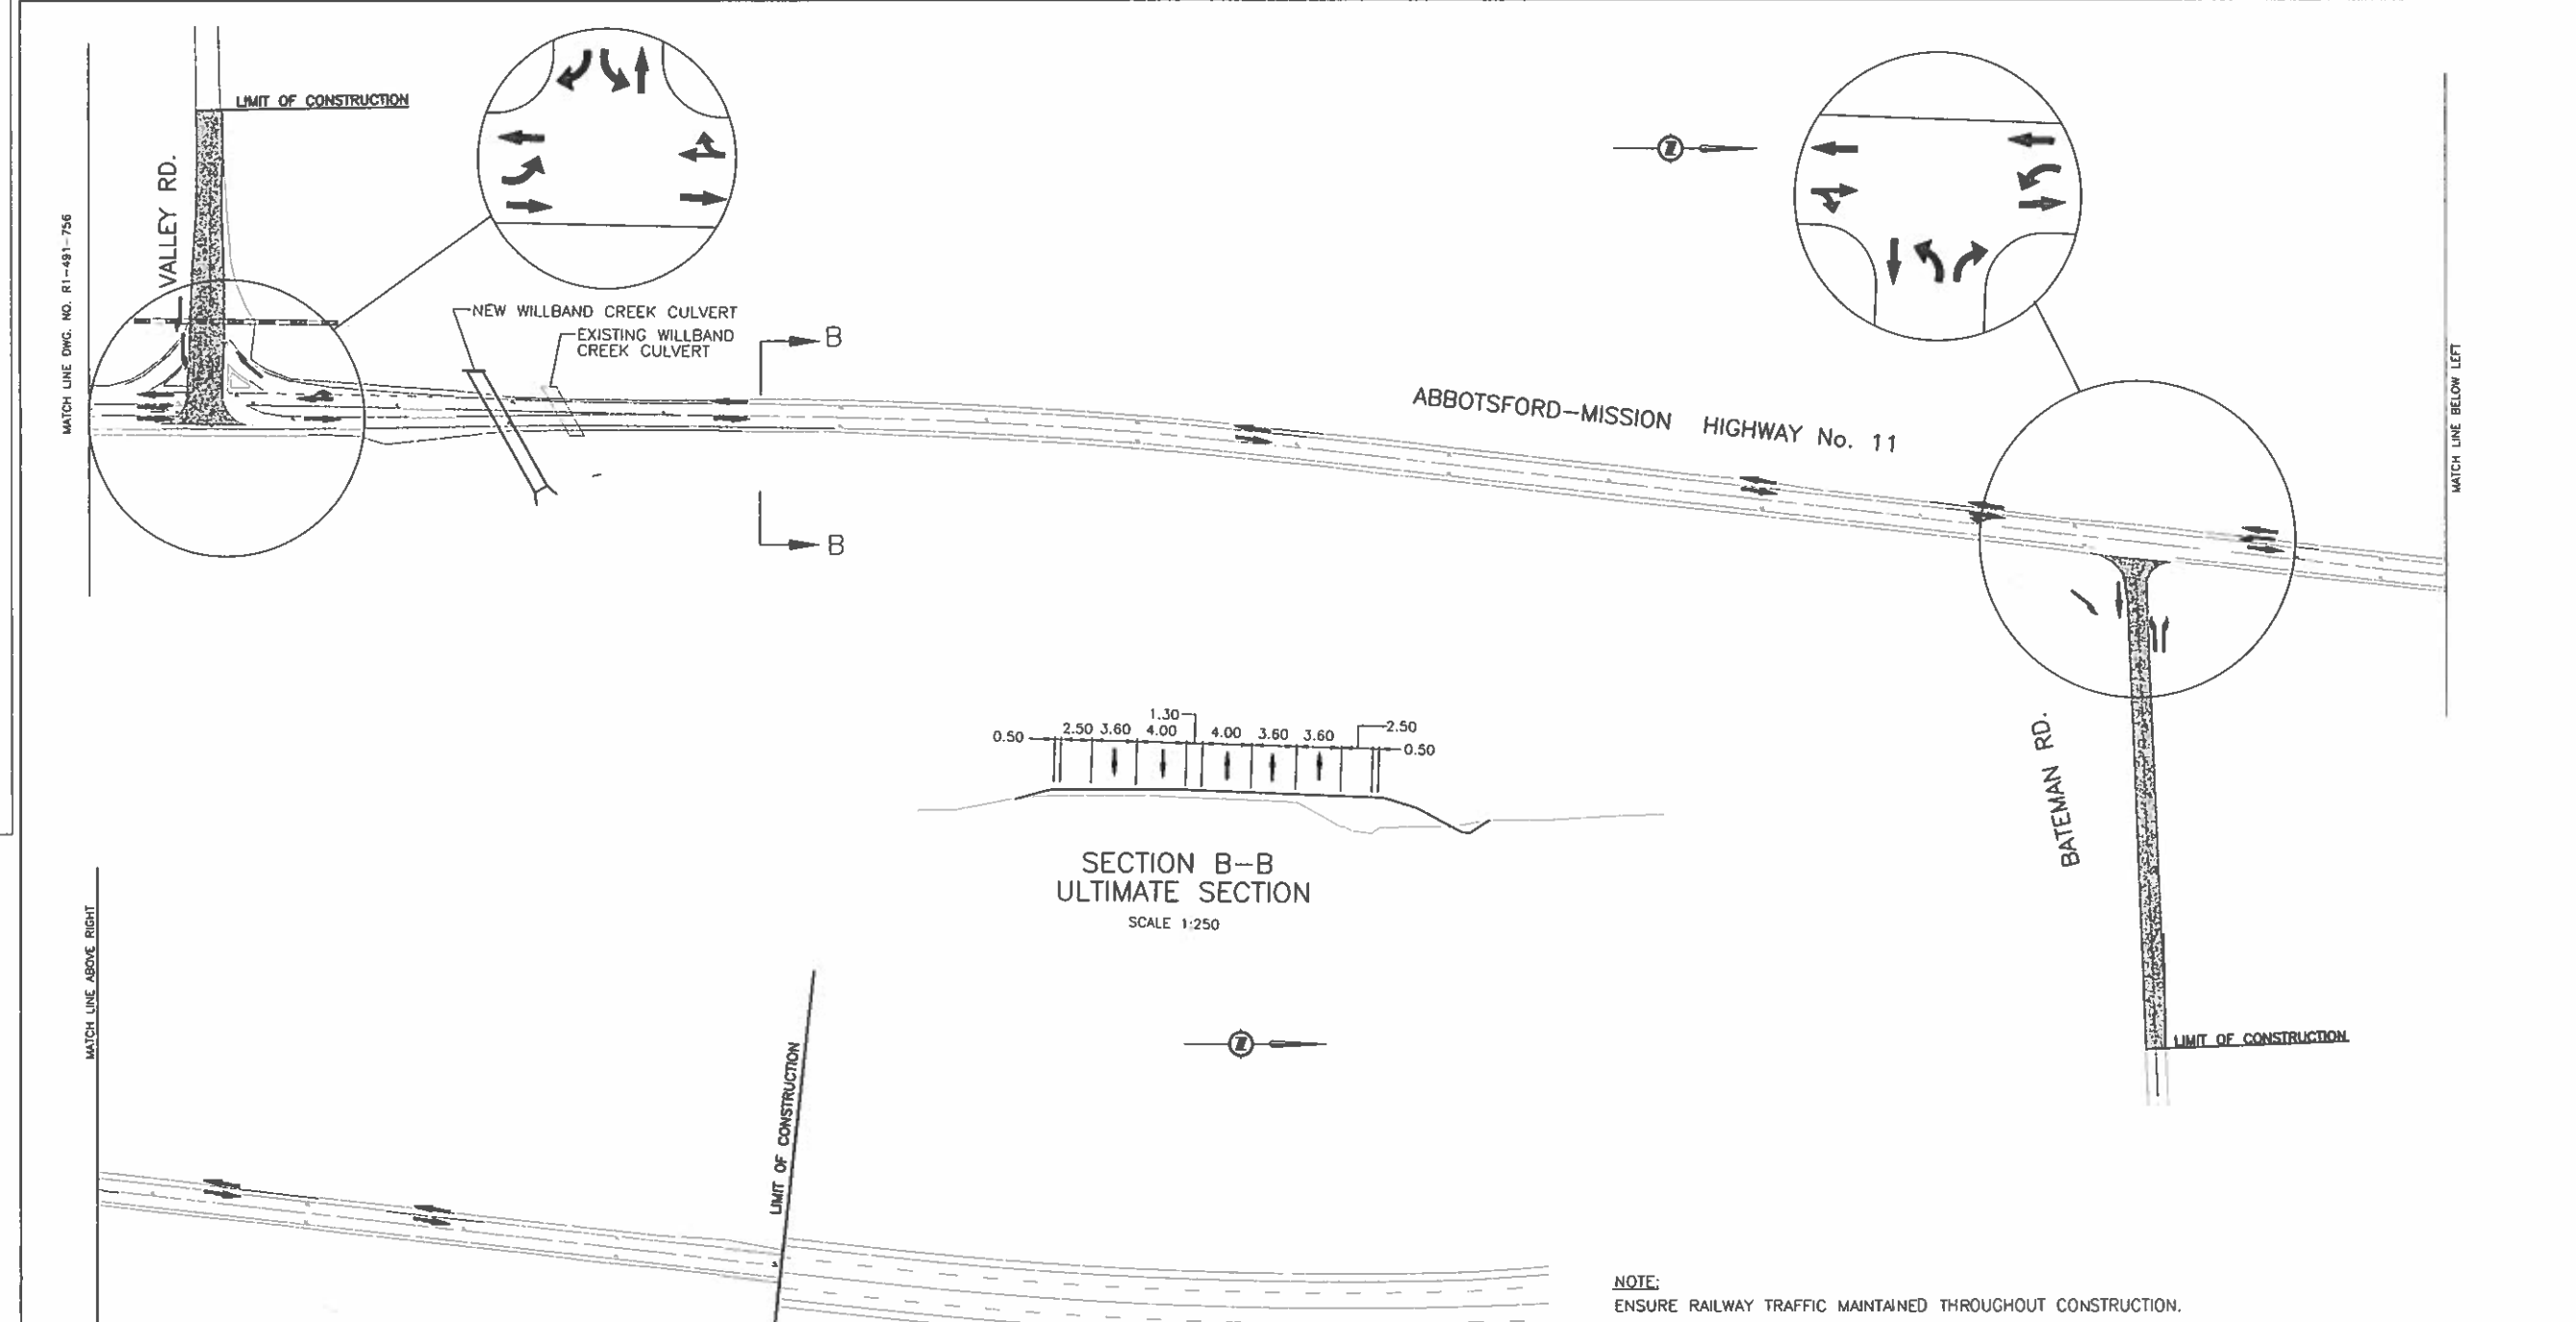 LIMIT OF CONSTRUCTION
VALLEY RD.
MATCH LINE DWG. NO. R1-491-756
NEW WILLBAND CREEK CULVERT
EXISTING WILLBAND
CREEK CULVERT
B
B
Z
ABBOTSFORD-MISSION HIGHWAY No. 11
MATCH LINE BELOW LEFT
BATEMAN RD.
LIMIT OF CONSTRUCTION
0.50 2.50 3.60 4.00 1.30 4.00 3.60 3.60 2.50 0.50
SECTION B-B
ULTIMATE SECTION
SCALE 1:250
MATCH LINE ABOVE RIGHT
LIMIT OF CONSTRUCTION
Z
NOTE:
ENSURE RAILWAY TRAFFIC MAINTAINED THROUGHOUT CONSTRUCTION.